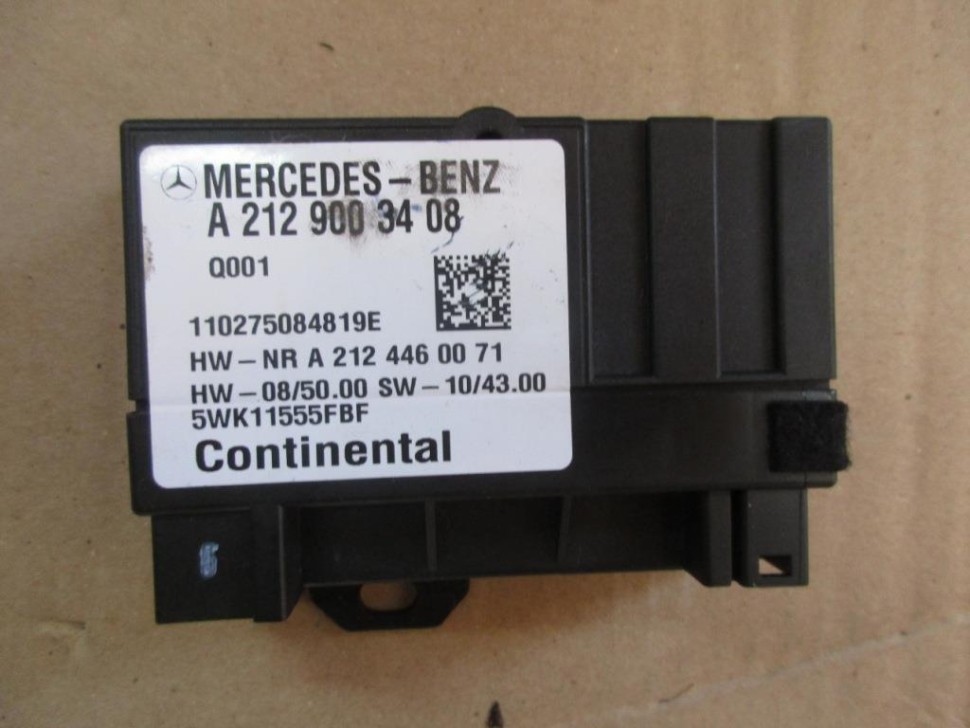 MERCEDES-BENZ
A 212 900 34 08
Q001
110275084819E
HW-NR A 212 446 00 71
HW-08/50.00 SW-10/43.00
5WK11555FBF
Continental